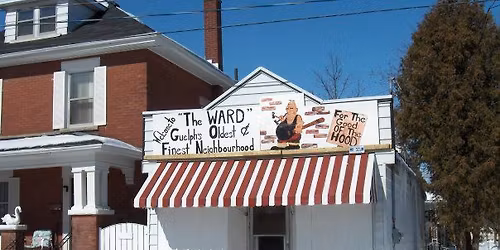 Welcome to
"The WARD"
Guelph's Oldest &
Finest Neighbourhood
For The
Good
OF The
HOOD